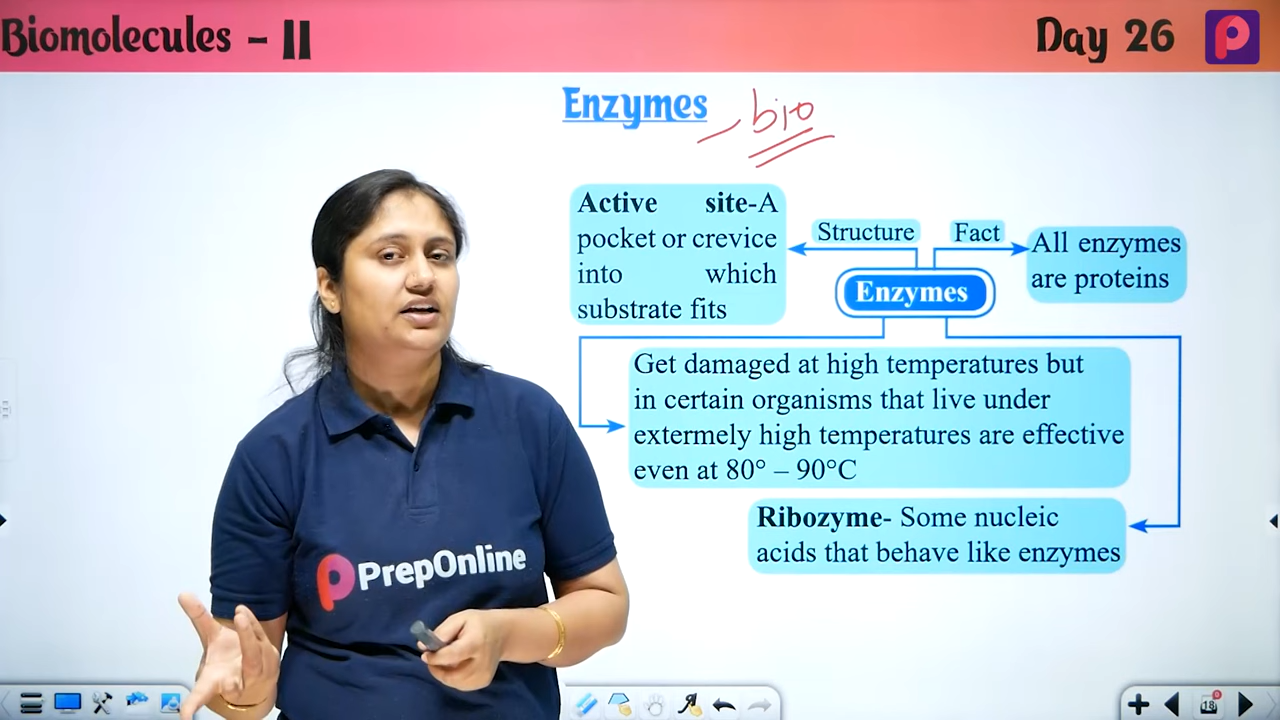 Biomolecules - II
Day 26
Enzymes
bio
Active site-A
pocket or crevice
into which
substrate fits
Structure
Fact
All enzymes
are proteins
Enzymes
Get damaged at high temperatures but
in certain organisms that live under
extermely high temperatures are effective
even at 80° – 90°C
Ribozyme- Some nucleic
acids that behave like enzymes
PrepOnline
18